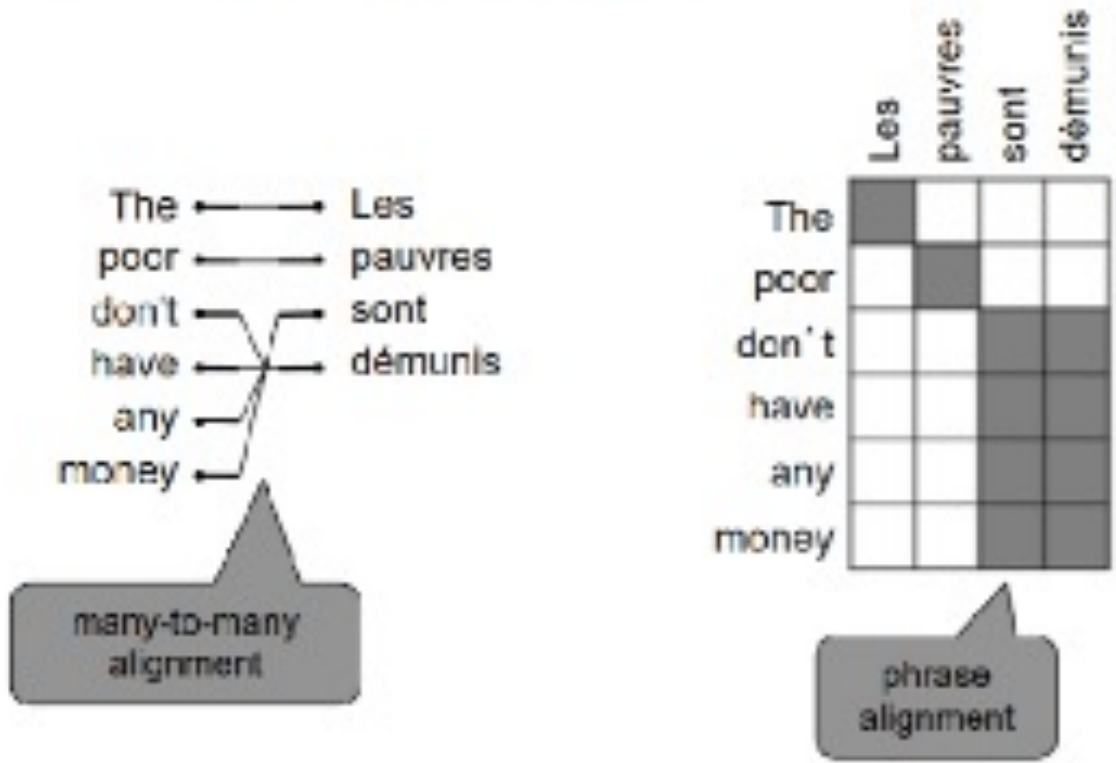 The Les
poor pauvres
don't sont
have démunis
any
money
many-to-many
alignment
Les
pauvres
sont
démunis
The
poor
don't
have
any
money
phrase
alignment